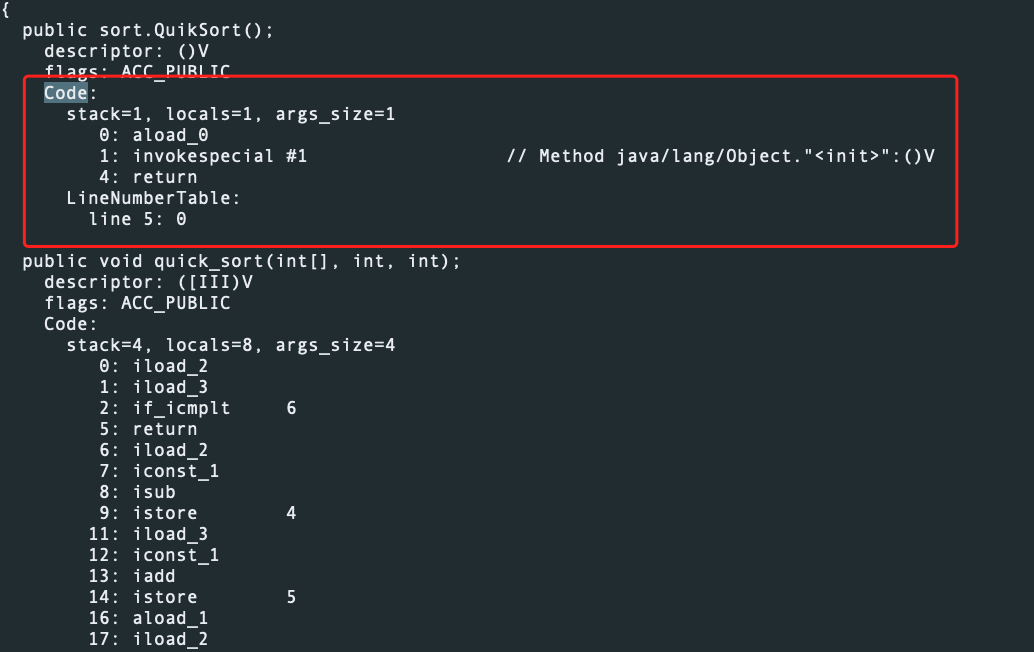 {
public sort.QuikSort();
descriptor: ()V
flags: ACC_PUBLIC
Code:
stack=1, locals=1, args_size=1
0: aload_0
1: invokespecial #1 // Method java/lang/Object."<init>":()V
4: return
LineNumberTable:
line 5: 0
public void quick_sort(int[], int, int);
descriptor: ([III)V
flags: ACC_PUBLIC
Code:
stack=4, locals=8, args_size=4
0: iload_2
1: iload_3
2: if_icmplt 6
5: return
6: iload_2
7: iconst_1
8: isub
9: istore 4
11: iload_3
12: iconst_1
13: iadd
14: istore 5
16: aload_1
17: iload_2